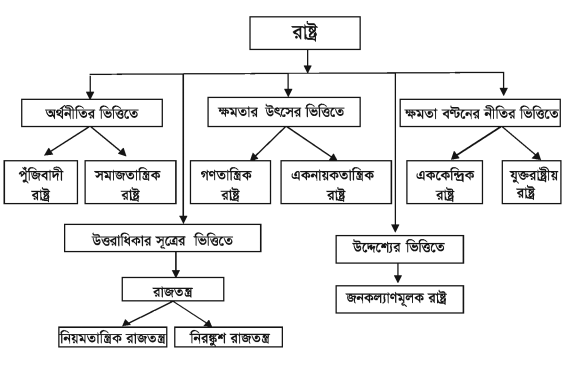 রাষ্ট্র
অর্থনীতির ভিত্তিতে
ক্ষমতার উৎসের ভিত্তিতে
ক্ষমতা বণ্টনের নীতির ভিত্তিতে
পুঁজিবাদী
রাষ্ট্র
সমাজতান্ত্রিক
রাষ্ট্র
গণতান্ত্রিক
রাষ্ট্র
একনায়কতান্ত্রিক
রাষ্ট্র
এককেন্দ্রিক
রাষ্ট্র
যুক্তরাষ্ট্রীয়
রাষ্ট্র
উত্তরাধিকার সূত্রের ভিত্তিতে
উদ্দেশ্যের ভিত্তিতে
রাজতন্ত্র
জনকল্যাণমূলক রাষ্ট্র
নিয়মতান্ত্রিক রাজতন্ত্র
নিরঙ্কুশ রাজতন্ত্র